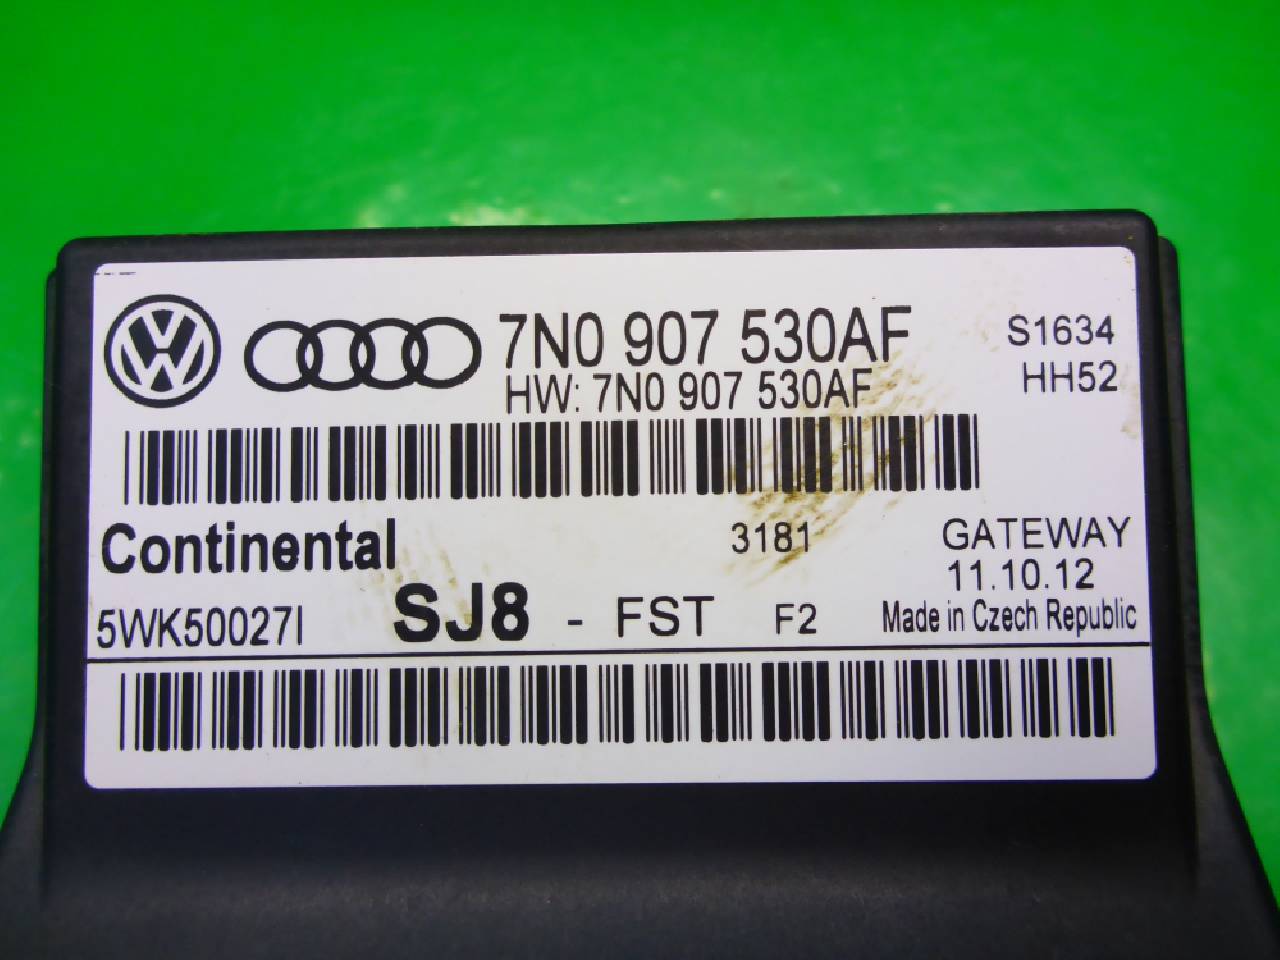 7N0 907 530AF S1634
HW: 7N0 907 530AF HH52
Continental 3181 GATEWAY
11.10.12
5WK50027I SJ8 - FST F2 Made in Czech Republic